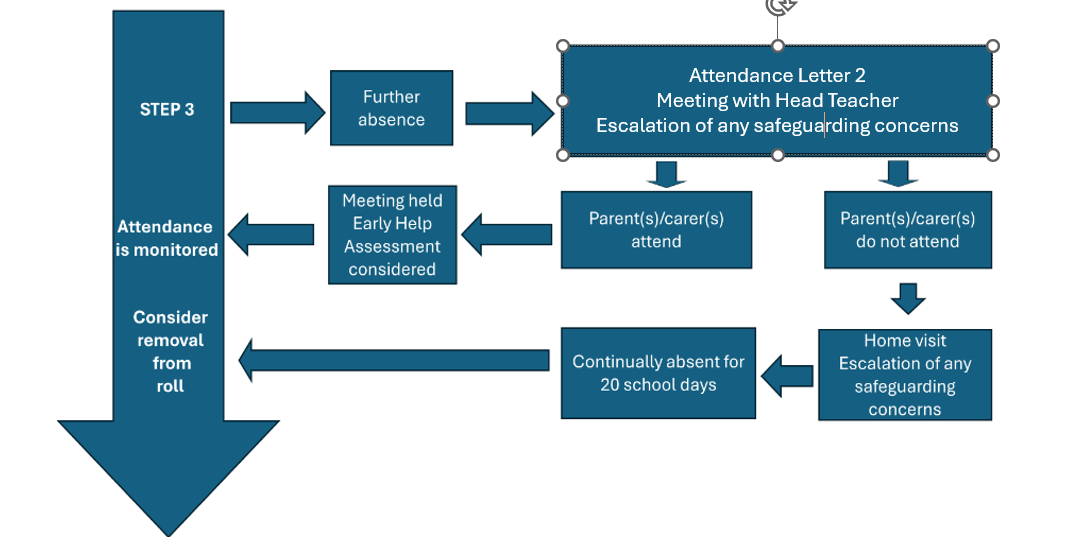 STEP 3
Further
absence
Attendance Letter 2
Meeting with Head Teacher
Escalation of any safeguarding concerns
Attendance
is monitored
Meeting held
Early Help
Assessment
considered
Parent(s)/carer(s)
attend
Parent(s)/carer(s)
do not attend
Consider
removal
from
roll
Continually absent for
20 school days
Home visit
Escalation of any
safeguarding
concerns